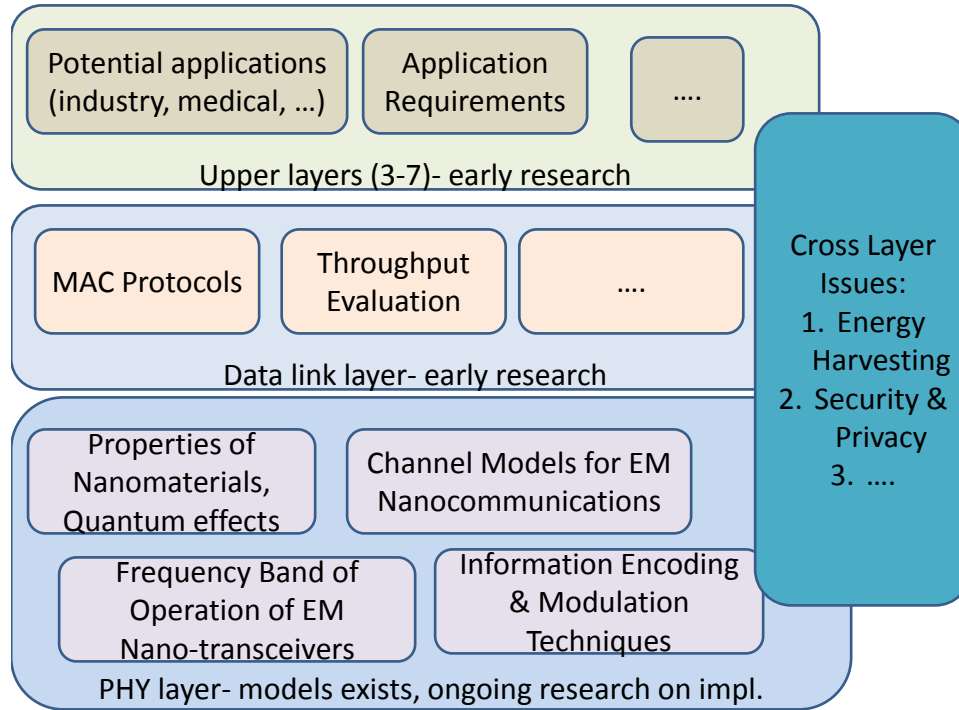 Potential applications
(industry, medical, …)
Application
Requirements
….
Upper layers (3-7)- early research
MAC Protocols
Throughput
Evaluation
….
Data link layer- early research
Properties of
Nanomaterials,
Quantum effects
Channel Models for EM
Nanocommunications
Frequency Band of
Operation of EM
Nano-transceivers
Information Encoding
& Modulation
Techniques
PHY layer- models exists, ongoing research on impl.
Cross Layer
Issues:
1. Energy
Harvesting
2. Security &
Privacy
3. ….